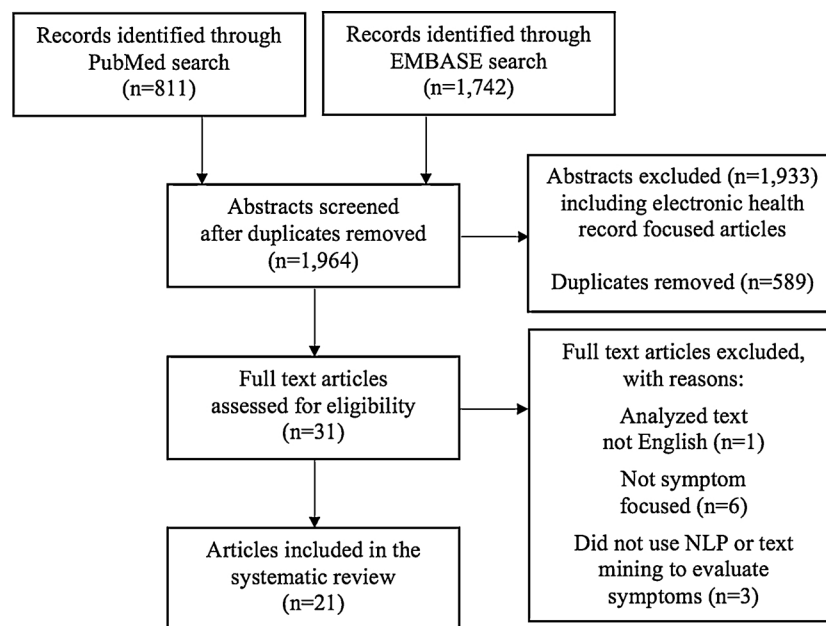 Records identified through
PubMed search
(n=811)
Records identified through
EMBASE search
(n=1,742)
Abstracts screened
after duplicates removed
(n=1,964)
Abstracts excluded (n=1,933)
including electronic health
record focused articles
Duplicates removed (n=589)
Full text articles
assessed for eligibility
(n=31)
Full text articles excluded,
with reasons:
Analyzed text
not English (n=1)
Not symptom
focused (n=6)
Did not use NLP or text
mining to evaluate
symptoms (n=3)
Articles included in the
systematic review
(n=21)